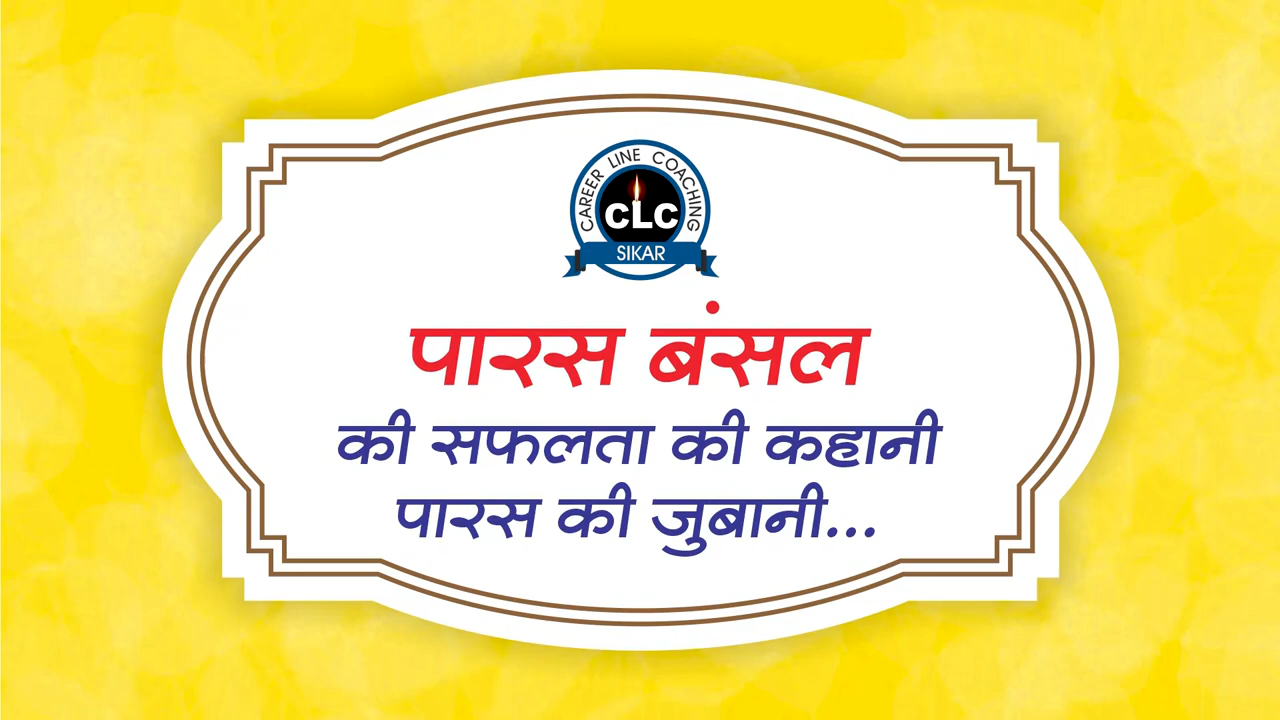 CAREER LINE COACHING
CLC
SIKAR
पारस बंसल
की सफलता की कहानी
पारस की जुबानी...